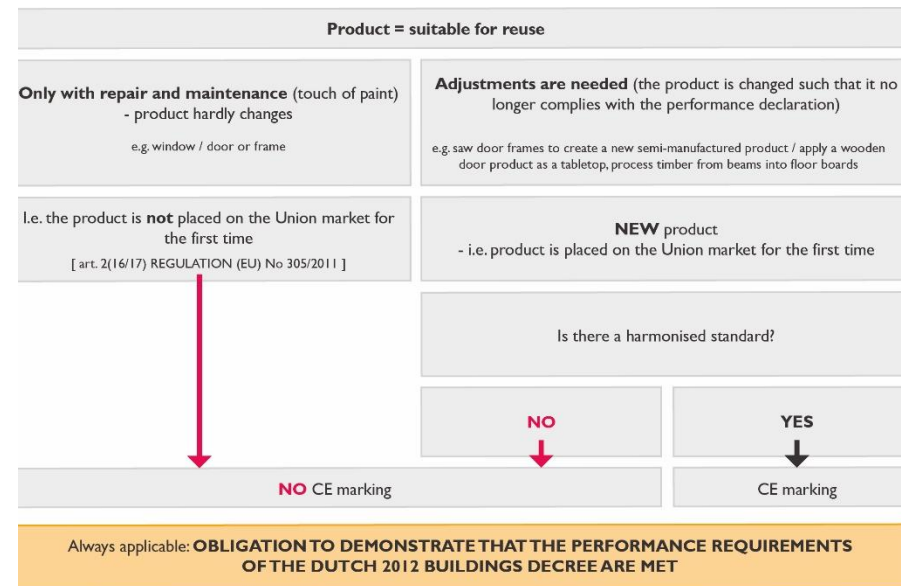 Product = suitable for reuse
Only with repair and maintenance (touch of paint)
- product hardly changes
e.g. window / door or frame
Adjustments are needed (the product is changed such that it no
longer complies with the performance declaration)
e.g. saw door frames to create a new semi-manufactured product / apply a wooden
door product as a tabletop, process timber from beams into floor boards
I.e. the product is not placed on the Union market for
the first time
[ art. 2(16/17) REGULATION (EU) No 305/2011 ]
NEW product
- i.e. product is placed on the Union market for the first time
Is there a harmonised standard?
NO
YES
NO CE marking
CE marking
Always applicable: OBLIGATION TO DEMONSTRATE THAT THE PERFORMANCE REQUIREMENTS
OF THE DUTCH 2012 BUILDINGS DECREE ARE MET